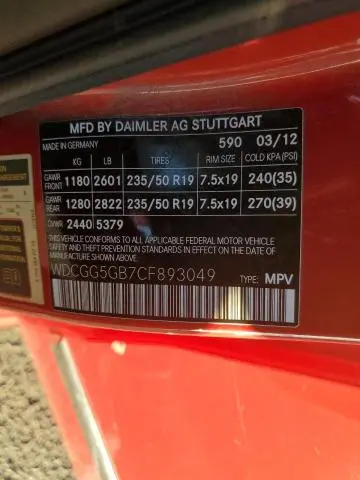 MFD BY DAIMLER AG STUTTGART
MADE IN GERMANY 590 03/12
KG LB TIRES RIM SIZE COLD KPA (PSI)
GAWR FRONT 1180 2601 235/50 R19 7.5x19 240(35)
GAWR REAR 1280 2822 235/50 R19 7.5x19 270(39)
GVWR 2440 5379
THIS VEHICLE CONFORMS TO ALL APPLICABLE FEDERAL MOTOR VEHICLE
SAFETY AND THEFT PREVENTION STANDARDS IN EFFECT
ON THE DATE OF MANUFACTURE SHOWN ABOVE.
WDCGG5GB7CF893049 TYPE: MPV